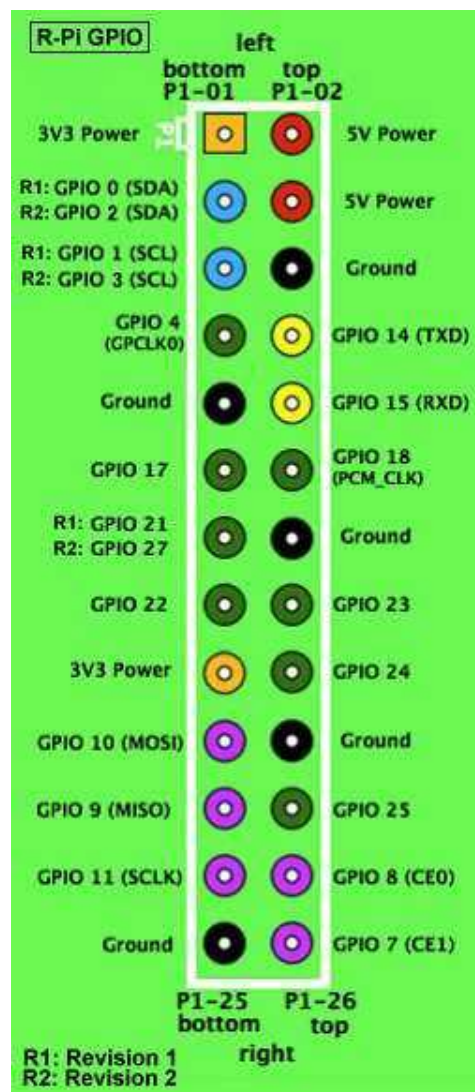 R-Pi GPIO
left
bottom top
P1-01 P1-02
3V3 Power P1 5V Power
R1: GPIO 0 (SDA)
R2: GPIO 2 (SDA) 5V Power
R1: GPIO 1 (SCL)
R2: GPIO 3 (SCL) Ground
GPIO 4
(GPCLK0) GPIO 14 (TXD)
Ground GPIO 15 (RXD)
GPIO 17 GPIO 18
(PCM_CLK)
R1: GPIO 21
R2: GPIO 27 Ground
GPIO 22 GPIO 23
3V3 Power GPIO 24
GPIO 10 (MOSI) Ground
GPIO 9 (MISO) GPIO 25
GPIO 11 (SCLK) GPIO 8 (CE0)
Ground GPIO 7 (CE1)
P1-25 P1-26
bottom top
right
R1: Revision 1
R2: Revision 2